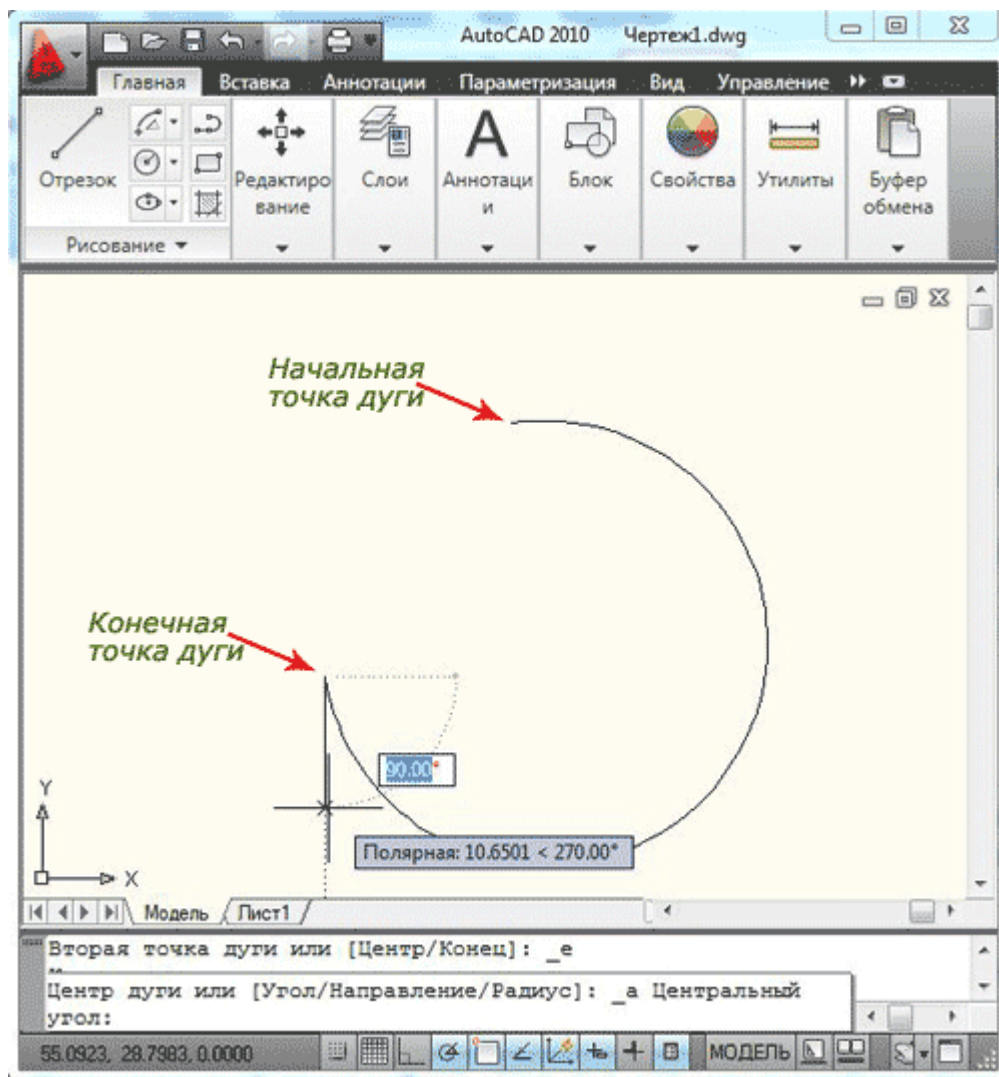 AutoCAD 2010 Чертеж1.dwg
Главная Вставка Аннотации Параметризация Вид Управление
Отрезок
Редактиро
вание
Слои
Аннотаци
и
Блок
Свойства
Утилиты
Буфер
обмена
Рисование
Начальная
точка дуги
Конечная
точка дуги
90.00°
Полярная: 10.6501 < 270.00°
Y
X
Модель Лист1
Вторая точка дуги или [Центр/Конец]: _e
Центр дуги или [Угол/Направление/Радиус]: _a Центральный
угол:
55.0923, 28.7983, 0.0000 МОДЕЛЬ